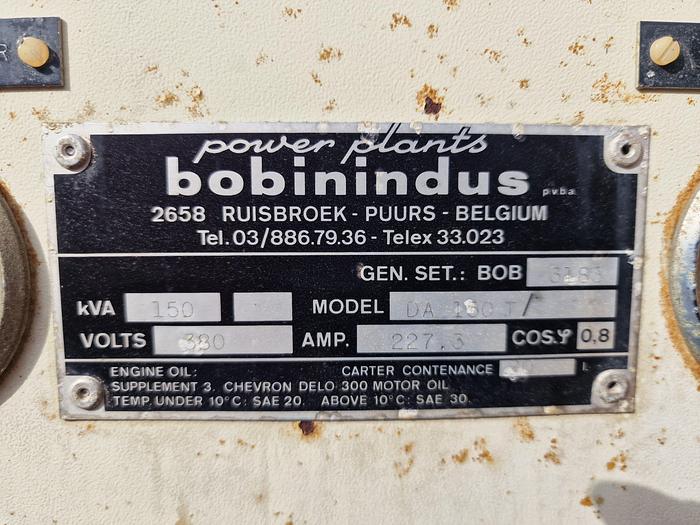 R
power plants
bobinindus p.v.b.a.
2658 RUISBROEK - PUURS - BELGIUM
Tel. 03/886.79.36 - Telex 33.023
GEN. SET.: BOB
kVA 150 MODEL DA 150 T/
VOLTS 380 AMP. 227,3 COS.φ 0,8
ENGINE OIL: CARTER CONTENANCE l.
SUPPLEMENT 3. CHEVRON DELO 300 MOTOR OIL
TEMP. UNDER 10°C: SAE 20. ABOVE 10°C: SAE 30.